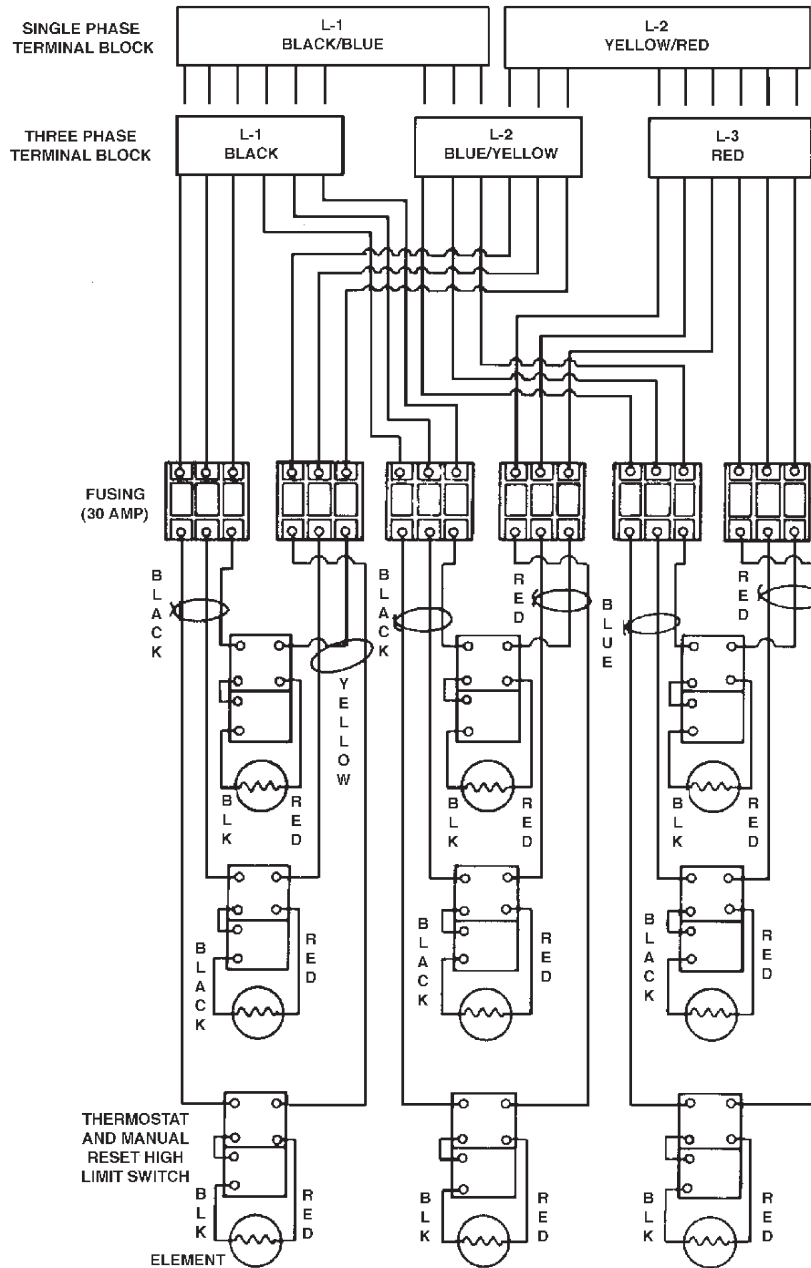 SINGLE PHASE
TERMINAL BLOCK
L-1
BLACK/BLUE
L-2
YELLOW/RED
THREE PHASE
TERMINAL BLOCK
L-1
BLACK
L-2
BLUE/YELLOW
L-3
RED
FUSING
(30 AMP)
BLACK
YELLOW
BLACK
RED
BLUE
RED
BLK
RED
BLK
RED
BLK
RED
BLACK
RED
BLACK
RED
BLACK
RED
THERMOSTAT
AND MANUAL
RESET HIGH
LIMIT SWITCH
BLK
RED
BLK
RED
BLK
RED
ELEMENT